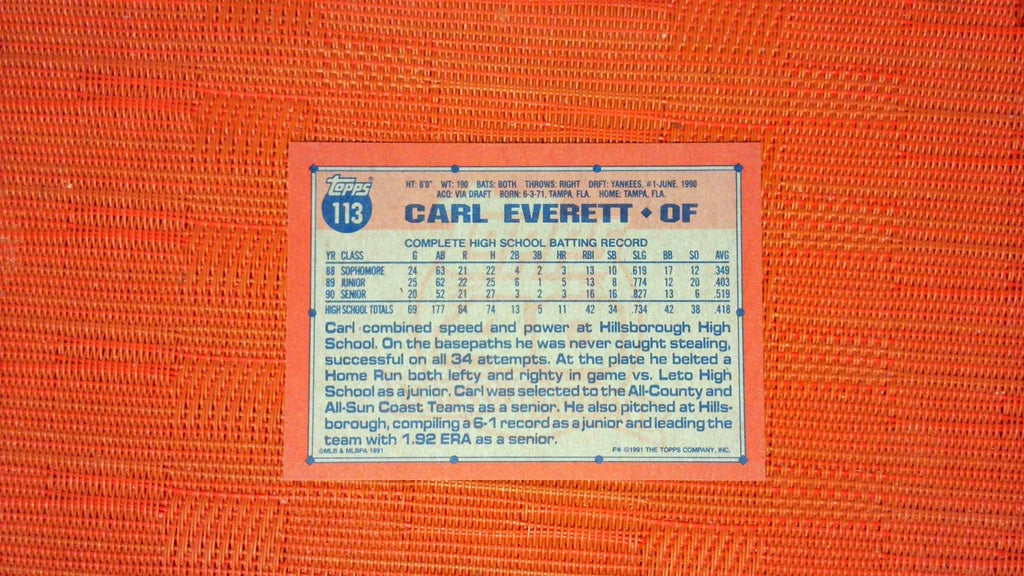 Topps
113
HT: 6'0" WT: 190 BATS: BOTH THROWS: RIGHT DRFT: YANKEES, #1-JUNE, 1990
ACQ: VIA DRAFT BORN: 6-3-71, TAMPA, FLA. HOME: TAMPA, FLA.
CARL EVERETT ♦ OF
COMPLETE HIGH SCHOOL BATTING RECORD
YR CLASS G AB R H 2B 3B HR RBI SB SLG BB SO AVG
88 SOPHOMORE 24 63 21 22 4 2 3 13 10 .619 17 12 .349
89 JUNIOR 25 62 22 25 6 1 5 13 8 .774 12 20 .403
90 SENIOR 20 52 21 27 3 2 3 16 16 .827 13 6 .519
HIGH SCHOOL TOTALS 69 177 64 74 13 5 11 42 34 .734 42 38 .418
Carl combined speed and power at Hillsborough High
School. On the basepaths he was never caught stealing,
successful on all 34 attempts. At the plate he belted a
Home Run both lefty and righty in game vs. Leto High
School as a junior. Carl was selected to the All-County and
All-Sun Coast Teams as a senior. He also pitched at Hills-
borough, compiling a 6-1 record as a junior and leading the
team with 1.92 ERA as a senior.
©MLB & MLBPA 1991 F* ©1991 THE TOPPS COMPANY, INC.